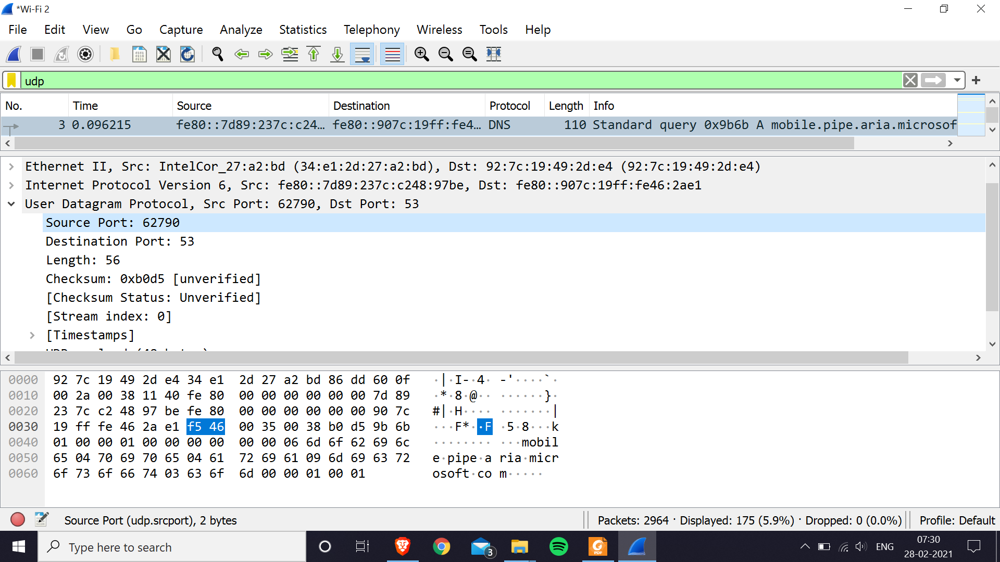 *Wi-Fi 2
File Edit View Go Capture Analyze Statistics Telephony Wireless Tools Help
udp
No. Time Source Destination Protocol Length Info
3 0.096215 fe80::7d89:237c:c24… fe80::907c:19ff:fe4… DNS 110 Standard query 0x9b6b A mobile.pipe.aria.microsof
Ethernet II, Src: IntelCor_27:a2:bd (34:e1:2d:27:a2:bd), Dst: 92:7c:19:49:2d:e4 (92:7c:19:49:2d:e4)
Internet Protocol Version 6, Src: fe80::7d89:237c:c248:97be, Dst: fe80::907c:19ff:fe46:2ae1
User Datagram Protocol, Src Port: 62790, Dst Port: 53
Source Port: 62790
Destination Port: 53
Length: 56
Checksum: 0xb0d5 [unverified]
[Checksum Status: Unverified]
[Stream index: 0]
[Timestamps]
0000 92 7c 19 49 2d e4 34 e1 2d 27 a2 bd 86 dd 60 0f ·|·I-·4· -'····`·
0010 00 2a 00 38 11 40 fe 80 00 00 00 00 00 00 7d 89 ·*·8·@·· ······}·
0020 23 7c c2 48 97 be fe 80 00 00 00 00 00 00 90 7c #|·H···· ·······|
0030 19 ff fe 46 2a e1 f5 46 00 35 00 38 b0 d5 9b 6b ···F*··F ·5·8···k
0040 01 00 00 01 00 00 00 00 00 00 06 6d 6f 62 69 6c ········ ···mobil
0050 65 04 70 69 70 65 04 61 72 69 61 09 6d 69 63 72 e·pipe·a ria·micr
0060 6f 73 6f 66 74 03 63 6f 6d 00 00 01 00 01 osoft·co m·····
Source Port (udp.srcport), 2 bytes Packets: 2964 · Displayed: 175 (5.9%) · Dropped: 0 (0.0%) Profile: Default
Type here to search 3 PDF ENG 07:30
28-02-2021